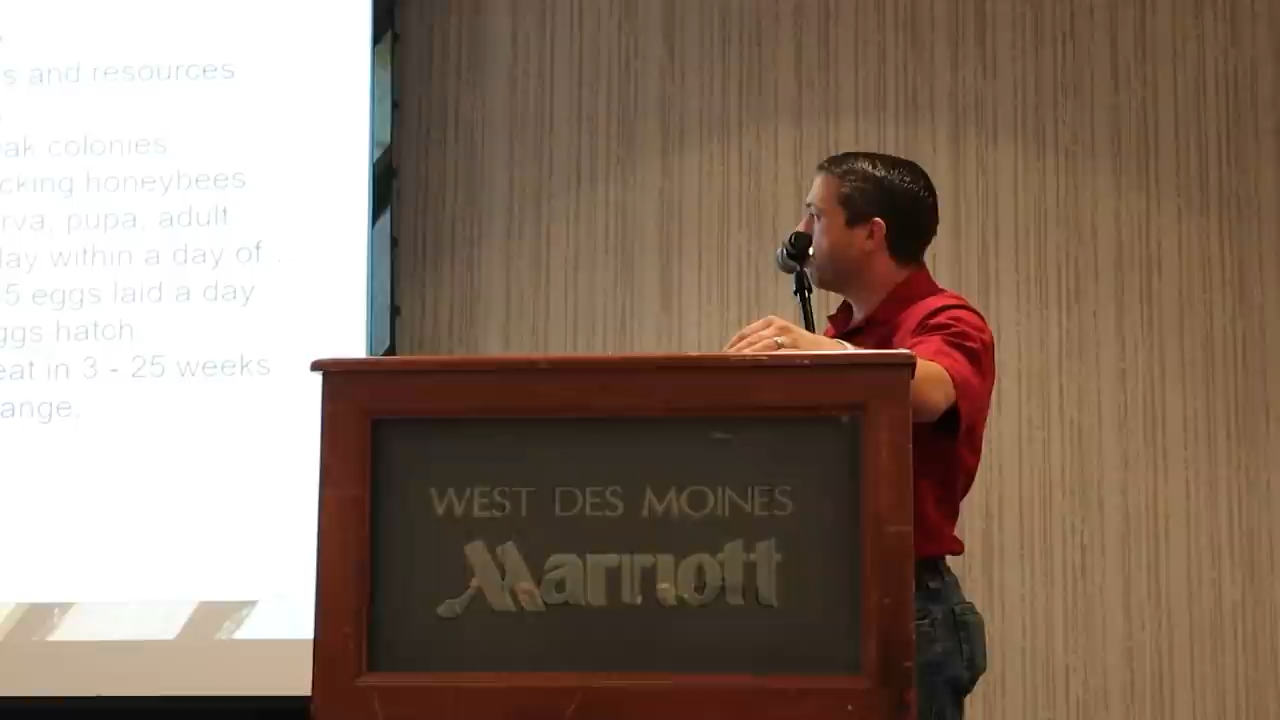 s and resources
ak colonies
cking honeybees
rva, pupa, adult
lay within a day of
5 eggs laid a day
ggs hatch
eat in 3 - 25 weeks
ange.
WEST DES MOINES
Marriott